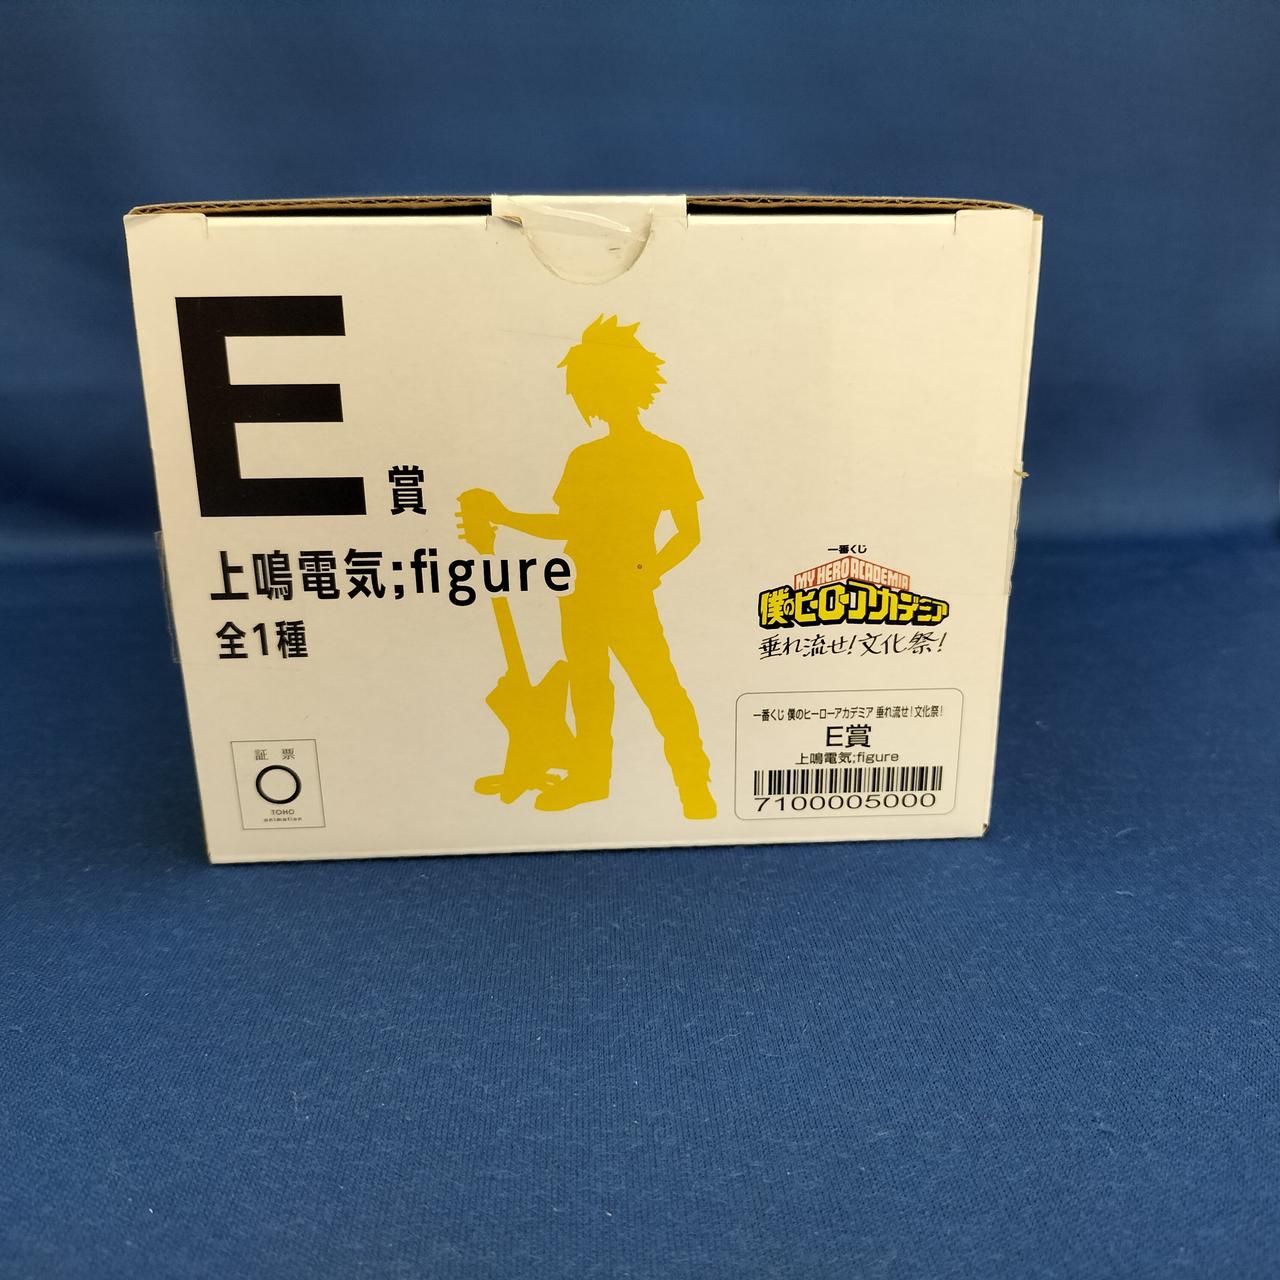 E賞
上鳴電気;figure
全1種
証 票
TOHO
animation
一番くじ
MY HERO ACADEMIA
僕のヒーローアカデミア
垂れ流せ!文化祭!
一番くじ 僕のヒーローアカデミア 垂れ流せ!文化祭!
E賞
上鳴電気;figure
7100005000